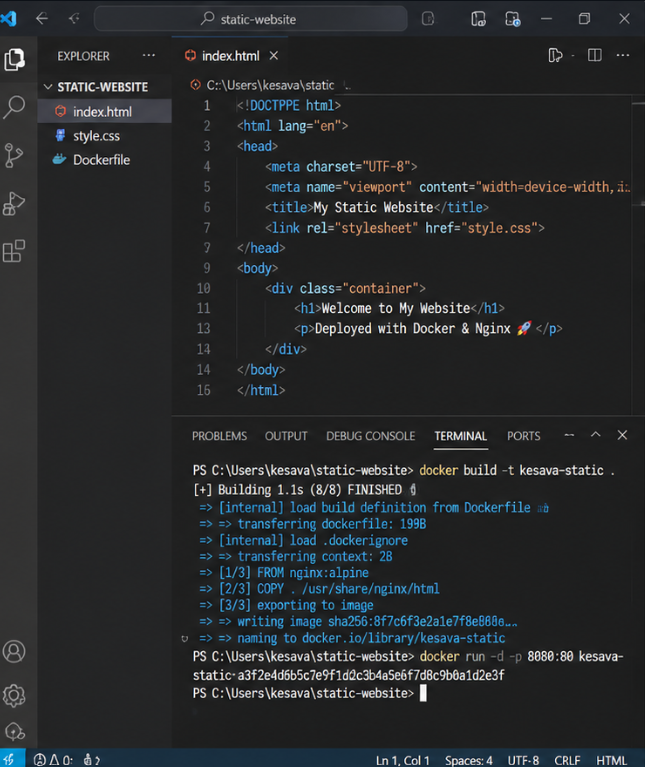 static-website
EXPLORER ...
STATIC-WEBSITE
index.html
style.css
Dockerfile
index.html
C::\Users\kesava\static
1 <!DOCTPPE html>
2 <html lang="en">
3 <head>
4 <meta charset="UTF-8">
5 <meta name="viewport" content="width=device-width,
6 <title>My Static Website</title>
7 <link rel="stylesheet" href="style.css">
7 </head>
9 <body>
10 <div class="container">
11 <h1>Welcome to My Website</h1>
13 <p>Deployed with Docker & Nginx 🚀 </p>
14 </div>
14 </body>
16 </html>
PROBLEMS OUTPUT DEBUG CONSOLE TERMINAL PORTS
PS C:\Users\kesava\static-website> docker build -t kesava-static .
[+] Building 1.1s (8/8) FINISHED
=> [internal] load build definition from Dockerfile
=> => transferring dockerfile: 199B
=> [internal] load .dockerignore
=> => transferring context: 2B
=> [1/3] FROM nginx:alpine
=> [2/3] COPY . /usr/share/nginx/html
=> [3/3] exporting to image
=> => writing image
=> => naming to docker.io/library/kesava-static
PS C:\Users\kesava\static-website> docker run -d -p 8080:80 kesava-
PS C:\Users\kesava\static-website>
Ln 1, Col 1 Spaces: 4 UTF-8 CRLF HTML